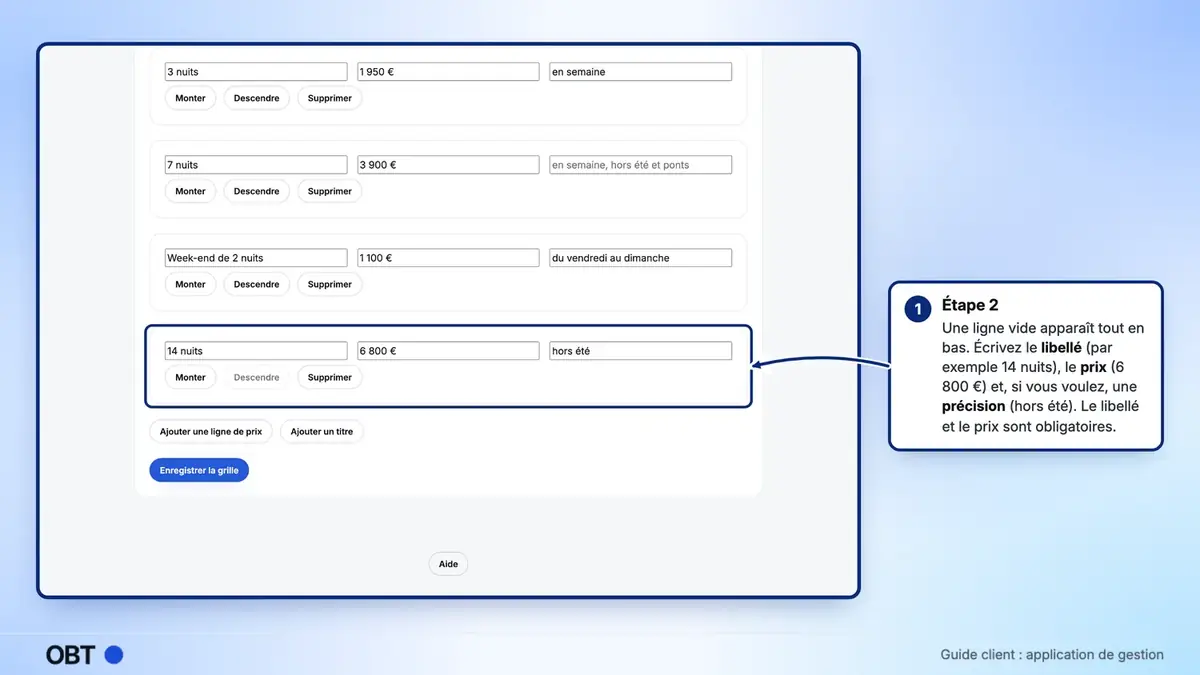 3 nuits
1 950 €
en semaine
Monter
Descendre
Supprimer
7 nuits
3 900 €
en semaine, hors été et ponts
Monter
Descendre
Supprimer
Week-end de 2 nuits
1 100 €
du vendredi au dimanche
Monter
Descendre
Supprimer
14 nuits
6 800 €
hors été
Monter
Descendre
Supprimer
Ajouter une ligne de prix
Ajouter un titre
Enregistrer la grille
Aide
1
Étape 2
Une ligne vide apparaît tout en
bas. Écrivez le libellé (par
exemple 14 nuits), le prix (6
800 €) et, si vous voulez, une
précision (hors été). Le libellé
et le prix sont obligatoires.
OBT
Guide client : application de gestion